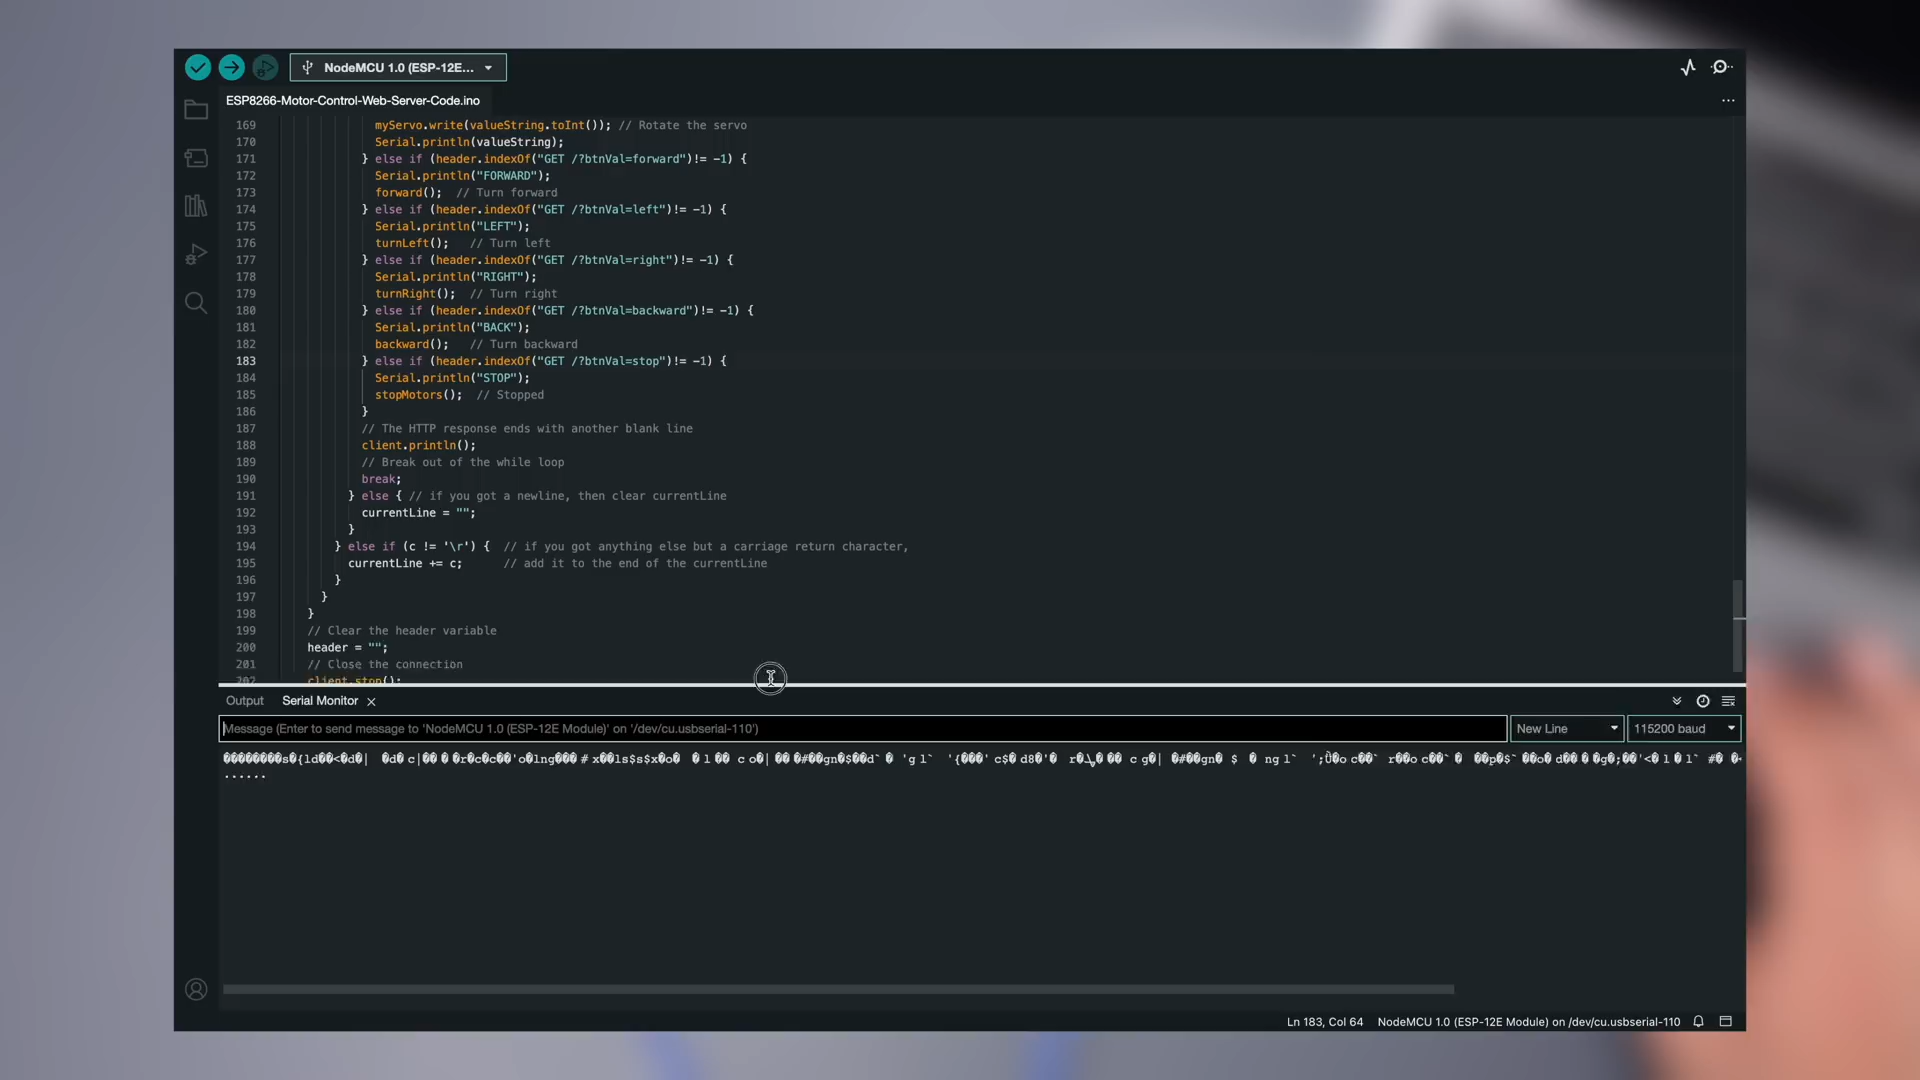 NodeMCU 1.0 (ESP-12E...
ESP8266-Motor-Control-Web-Server-Code.ino
169 myServo.write(valueString.toInt()); // Rotate the servo
170 Serial.println(valueString);
171 } else if (header.indexOf("GET /?btnVal=forward")!= -1) {
172 Serial.println("FORWARD");
173 forward();  // Turn forward
174 } else if (header.indexOf("GET /?btnVal=left")!= -1) {
175 Serial.println("LEFT");
176 turnLeft();   // Turn left
177 } else if (header.indexOf("GET /?btnVal=right")!= -1) {
178 Serial.println("RIGHT");
179 turnRight();  // Turn right
180 } else if (header.indexOf("GET /?btnVal=backward")!= -1) {
181 Serial.println("BACK");
182 backward();   // Turn backward
183 } else if (header.indexOf("GET /?btnVal=stop")!= -1) {
184 Serial.println("STOP");
185 stopMotors();  // Stopped
186 }
187 // The HTTP response ends with another blank line
188 client.println();
189 // Break out of the while loop
190 break;
191 } else { // if you got a newline, then clear currentLine
192 currentLine = "";
193 }
194 } else if (c != '\r') {  // if you got anything else but a carriage return character,
195 currentLine += c;      // add it to the end of the currentLine
196 }
197 }
198 }
199 // Clear the header variable
200 header = "";
201 // Close the connection
202 client.stop();
Output Serial Monitor
Message (Enter to send message to 'NodeMCU 1.0 (ESP-12E Module)' on '/dev/cu.usbserial-110')
New Line
115200 baud
......
Ln 183, Col 64 NodeMCU 1.0 (ESP-12E Module) on /dev/cu.usbserial-110